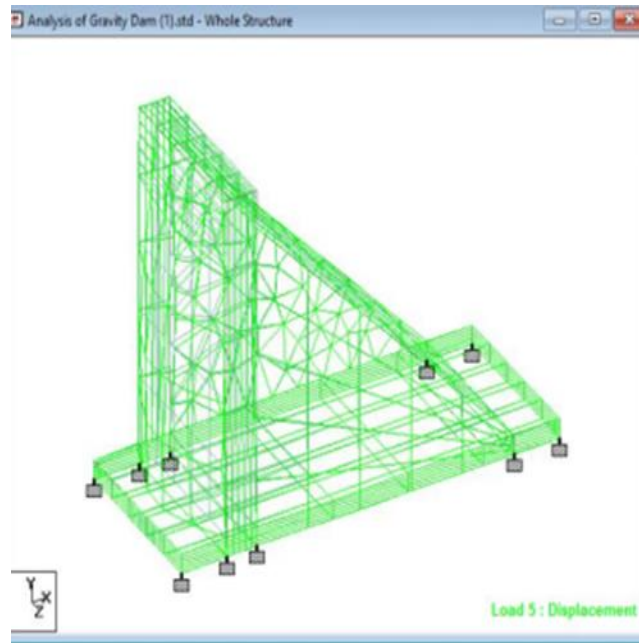 Analysis of Gravity Dam (1).std - Whole Structure
Y
X
Z
Load 5 : Displacement